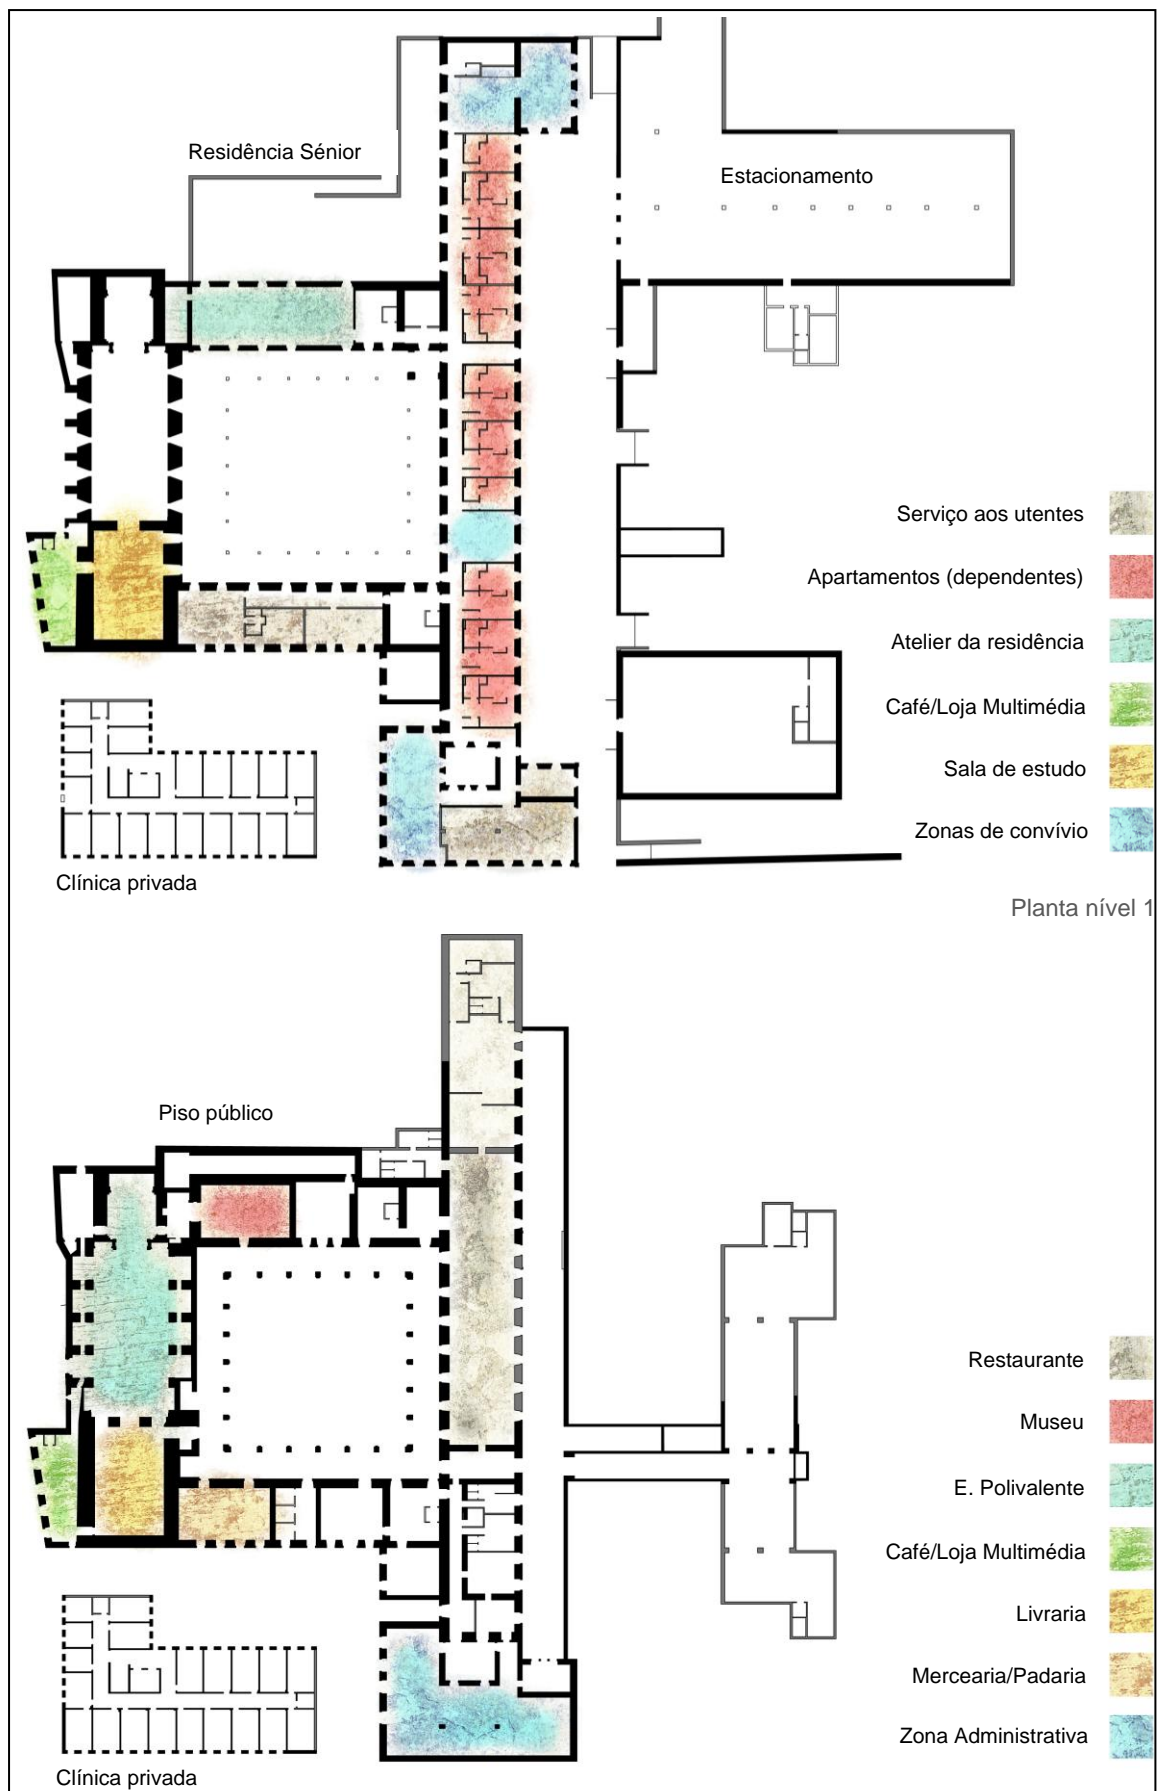 Residência Sénior
Estacionamento
Serviço aos utentes
Apartamentos (dependentes)
Atelier da residência
Café/Loja Multimédia
Sala de estudo
Zonas de convívio
Clínica privada
Planta nível 1
Piso público
Restaurante
Museu
E. Polivalente
Café/Loja Multimédia
Livraria
Mercearia/Padaria
Zona Administrativa
Clínica privada